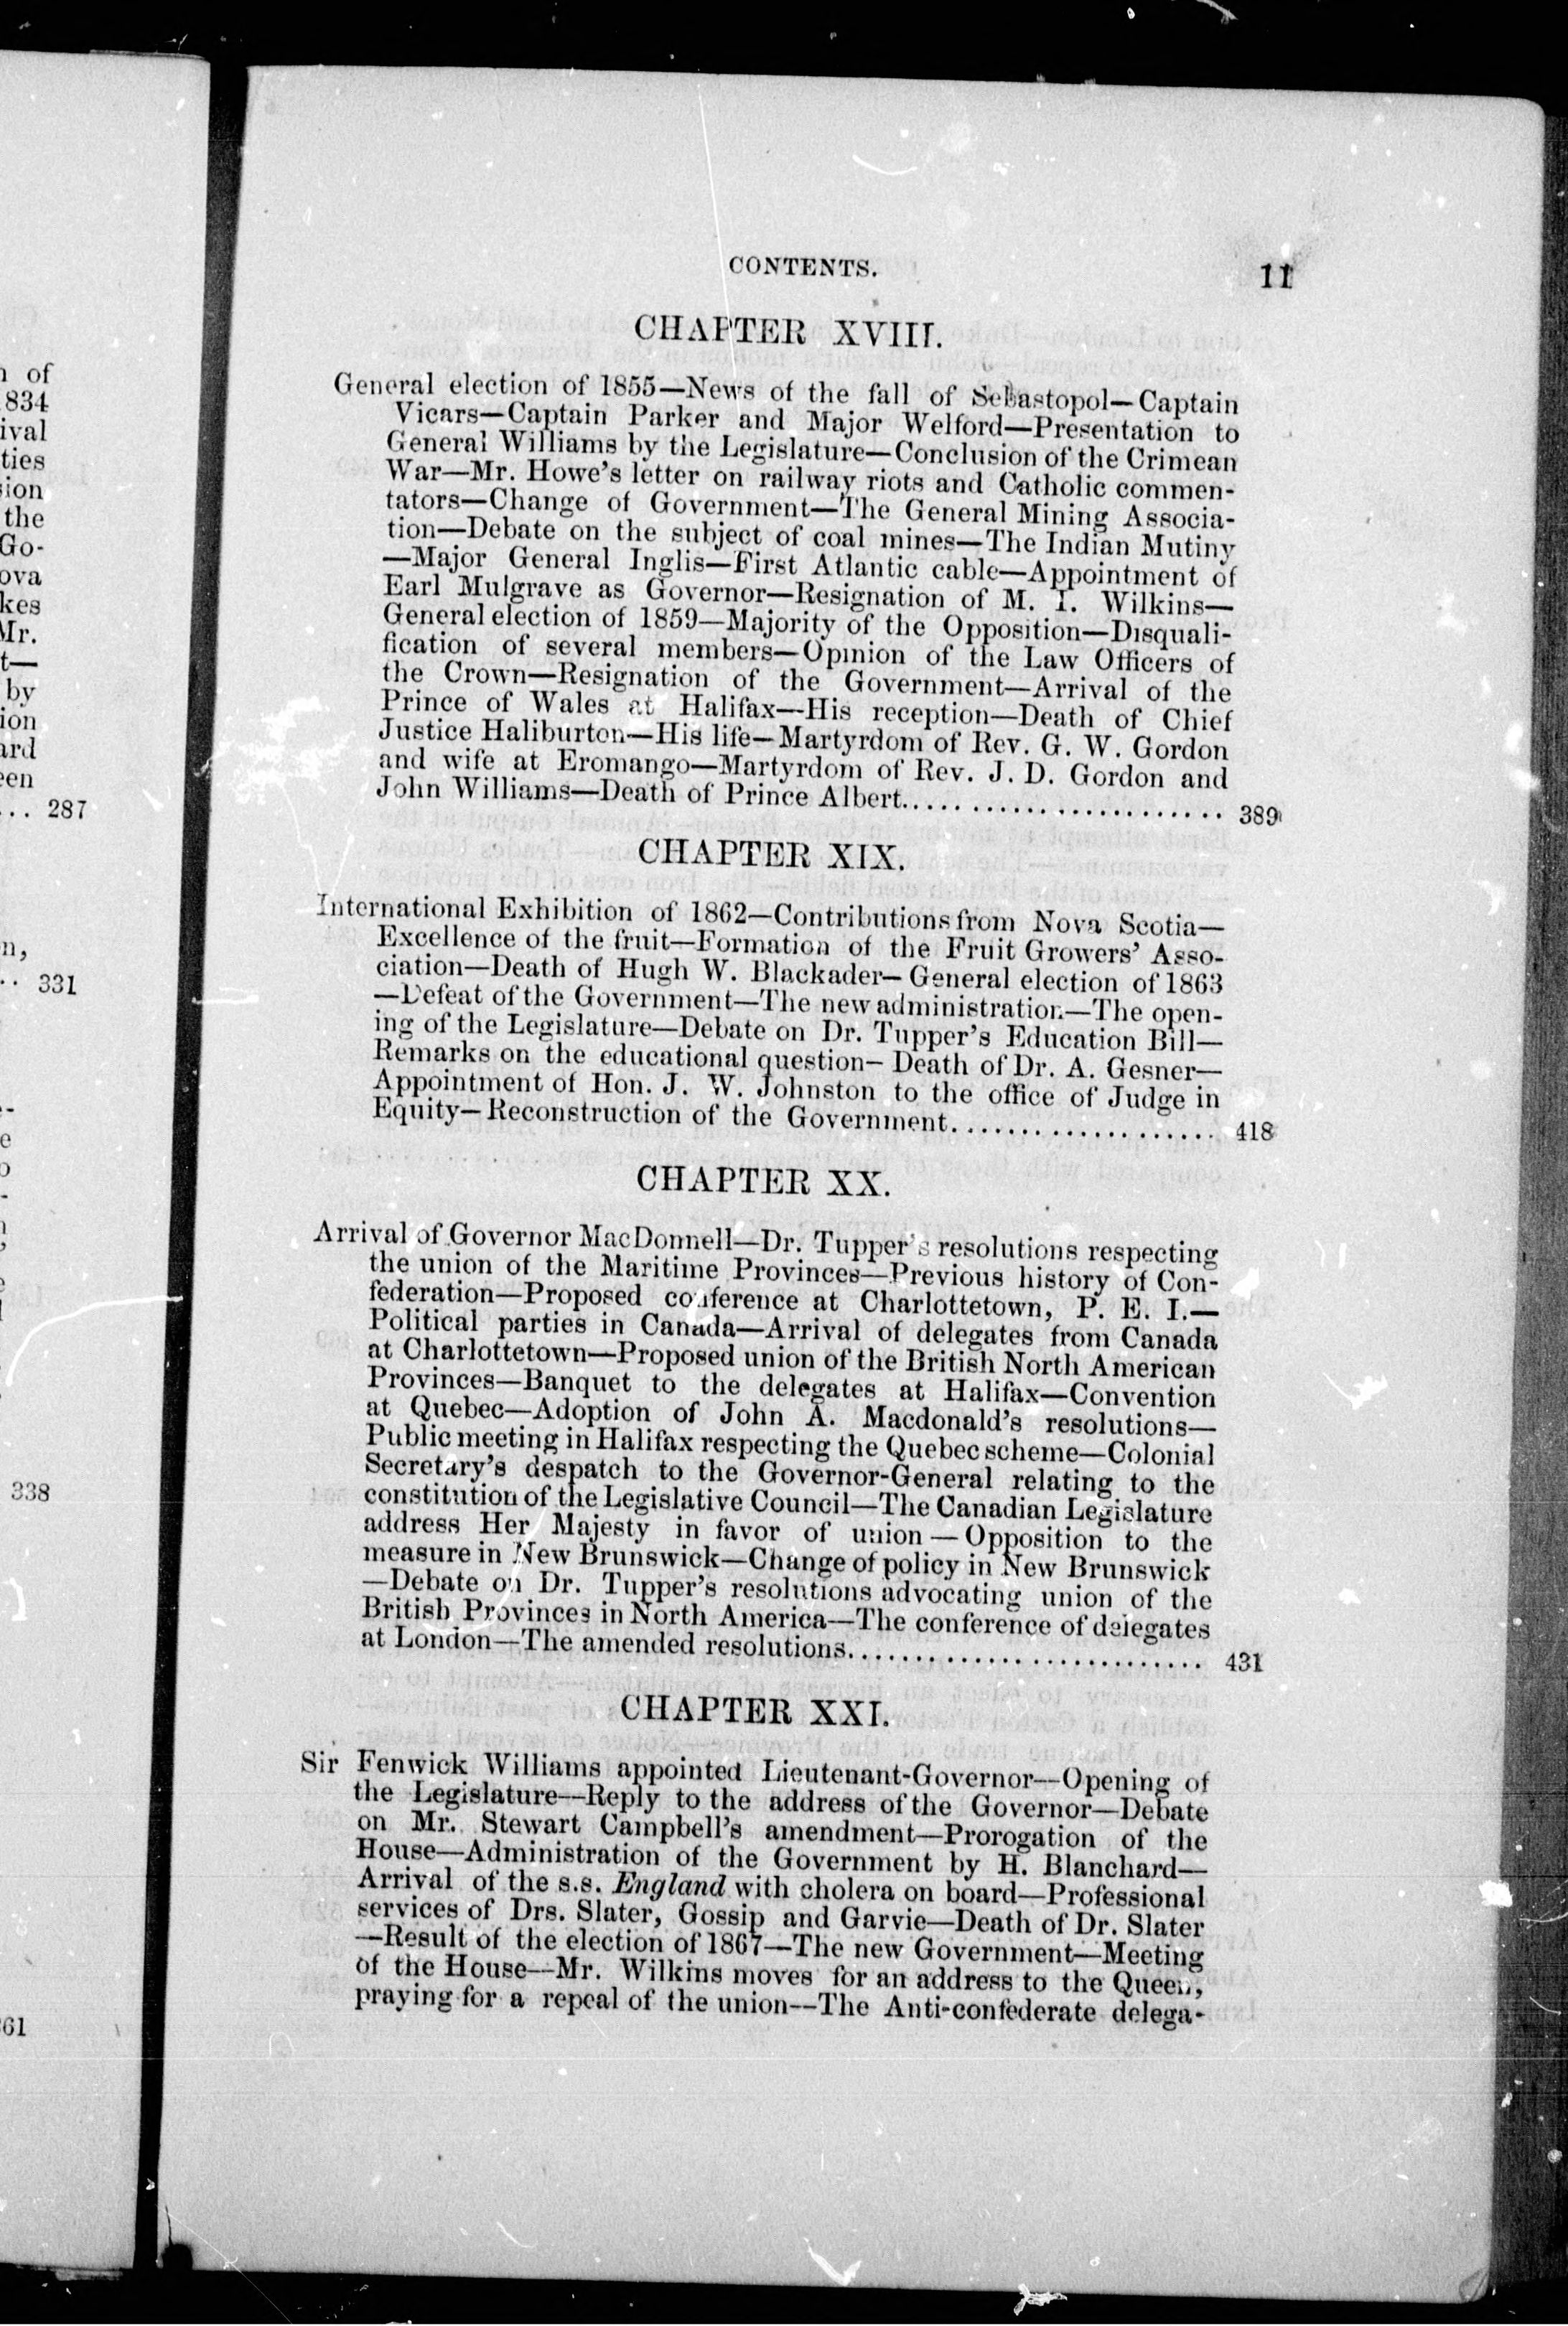 n of
834
ival
ties
sion
the
Go-
ova
kes
Mr.
t—
by
ion
ard
een
... 287
n,
.. 331
338
361
CONTENTS.
11
CHAPTER XVIII.
General election of 1855—News of the fall of Sebastopol—Captain
Vicars—Captain Parker and Major Welford—Presentation to
General Williams by the Legislature—Conclusion of the Crimean
War—Mr. Howe's letter on railway riots and Catholic commen-
tators—Change of Government—The General Mining Associa-
tion—Debate on the subject of coal mines—The Indian Mutiny
—Major General Inglis—First Atlantic cable—Appointment of
Earl Mulgrave as Governor—Resignation of M. I. Wilkins—
General election of 1859—Majority of the Opposition—Disquali-
fication of several members—Opinion of the Law Officers of
the Crown—Resignation of the Government—Arrival of the
Prince of Wales at Halifax—His reception—Death of Chief
Justice Haliburton—His life—Martyrdom of Rev. G. W. Gordon
and wife at Eromango—Martyrdom of Rev. J. D. Gordon and
John Williams—Death of Prince Albert........................ 389
CHAPTER XIX.
International Exhibition of 1862—Contributions from Nova Scotia—
Excellence of the fruit—Formation of the Fruit Growers' Asso-
ciation—Death of Hugh W. Blackader—General election of 1863
—Defeat of the Government—The new administration—The open-
ing of the Legislature—Debate on Dr. Tupper's Education Bill—
Remarks on the educational question—Death of Dr. A. Gesner—
Appointment of Hon. J. W. Johnston to the office of Judge in
Equity—Reconstruction of the Government.................... 418
CHAPTER XX.
Arrival of Governor MacDonnell—Dr. Tupper's resolutions respecting
the union of the Maritime Provinces—Previous history of Con-
federation—Proposed conference at Charlottetown, P. E. I.—
Political parties in Canada—Arrival of delegates from Canada
at Charlottetown—Proposed union of the British North American
Provinces—Banquet to the delegates at Halifax—Convention
at Quebec—Adoption of John A. Macdonald's resolutions—
Public meeting in Halifax respecting the Quebec scheme—Colonial
Secretary's despatch to the Governor-General relating to the
constitution of the Legislative Council—The Canadian Legislature
address Her Majesty in favor of union—Opposition to the
measure in New Brunswick—Change of policy in New Brunswick
—Debate on Dr. Tupper's resolutions advocating union of the
British Provinces in North America—The conference of delegates
at London—The amended resolutions.......................... 431
CHAPTER XXI.
Sir Fenwick Williams appointed Lieutenant-Governor—Opening of
the Legislature—Reply to the address of the Governor—Debate
on Mr. Stewart Campbell's amendment—Prorogation of the
House—Administration of the Government by H. Blanchard—
Arrival of the s.s. England with cholera on board—Professional
services of Drs. Slater, Gossip and Garvie—Death of Dr. Slater
—Result of the election of 1867—The new Government—Meeting
of the House—Mr. Wilkins moves for an address to the Queen,
praying for a repeal of the union—The Anti-confederate delega-